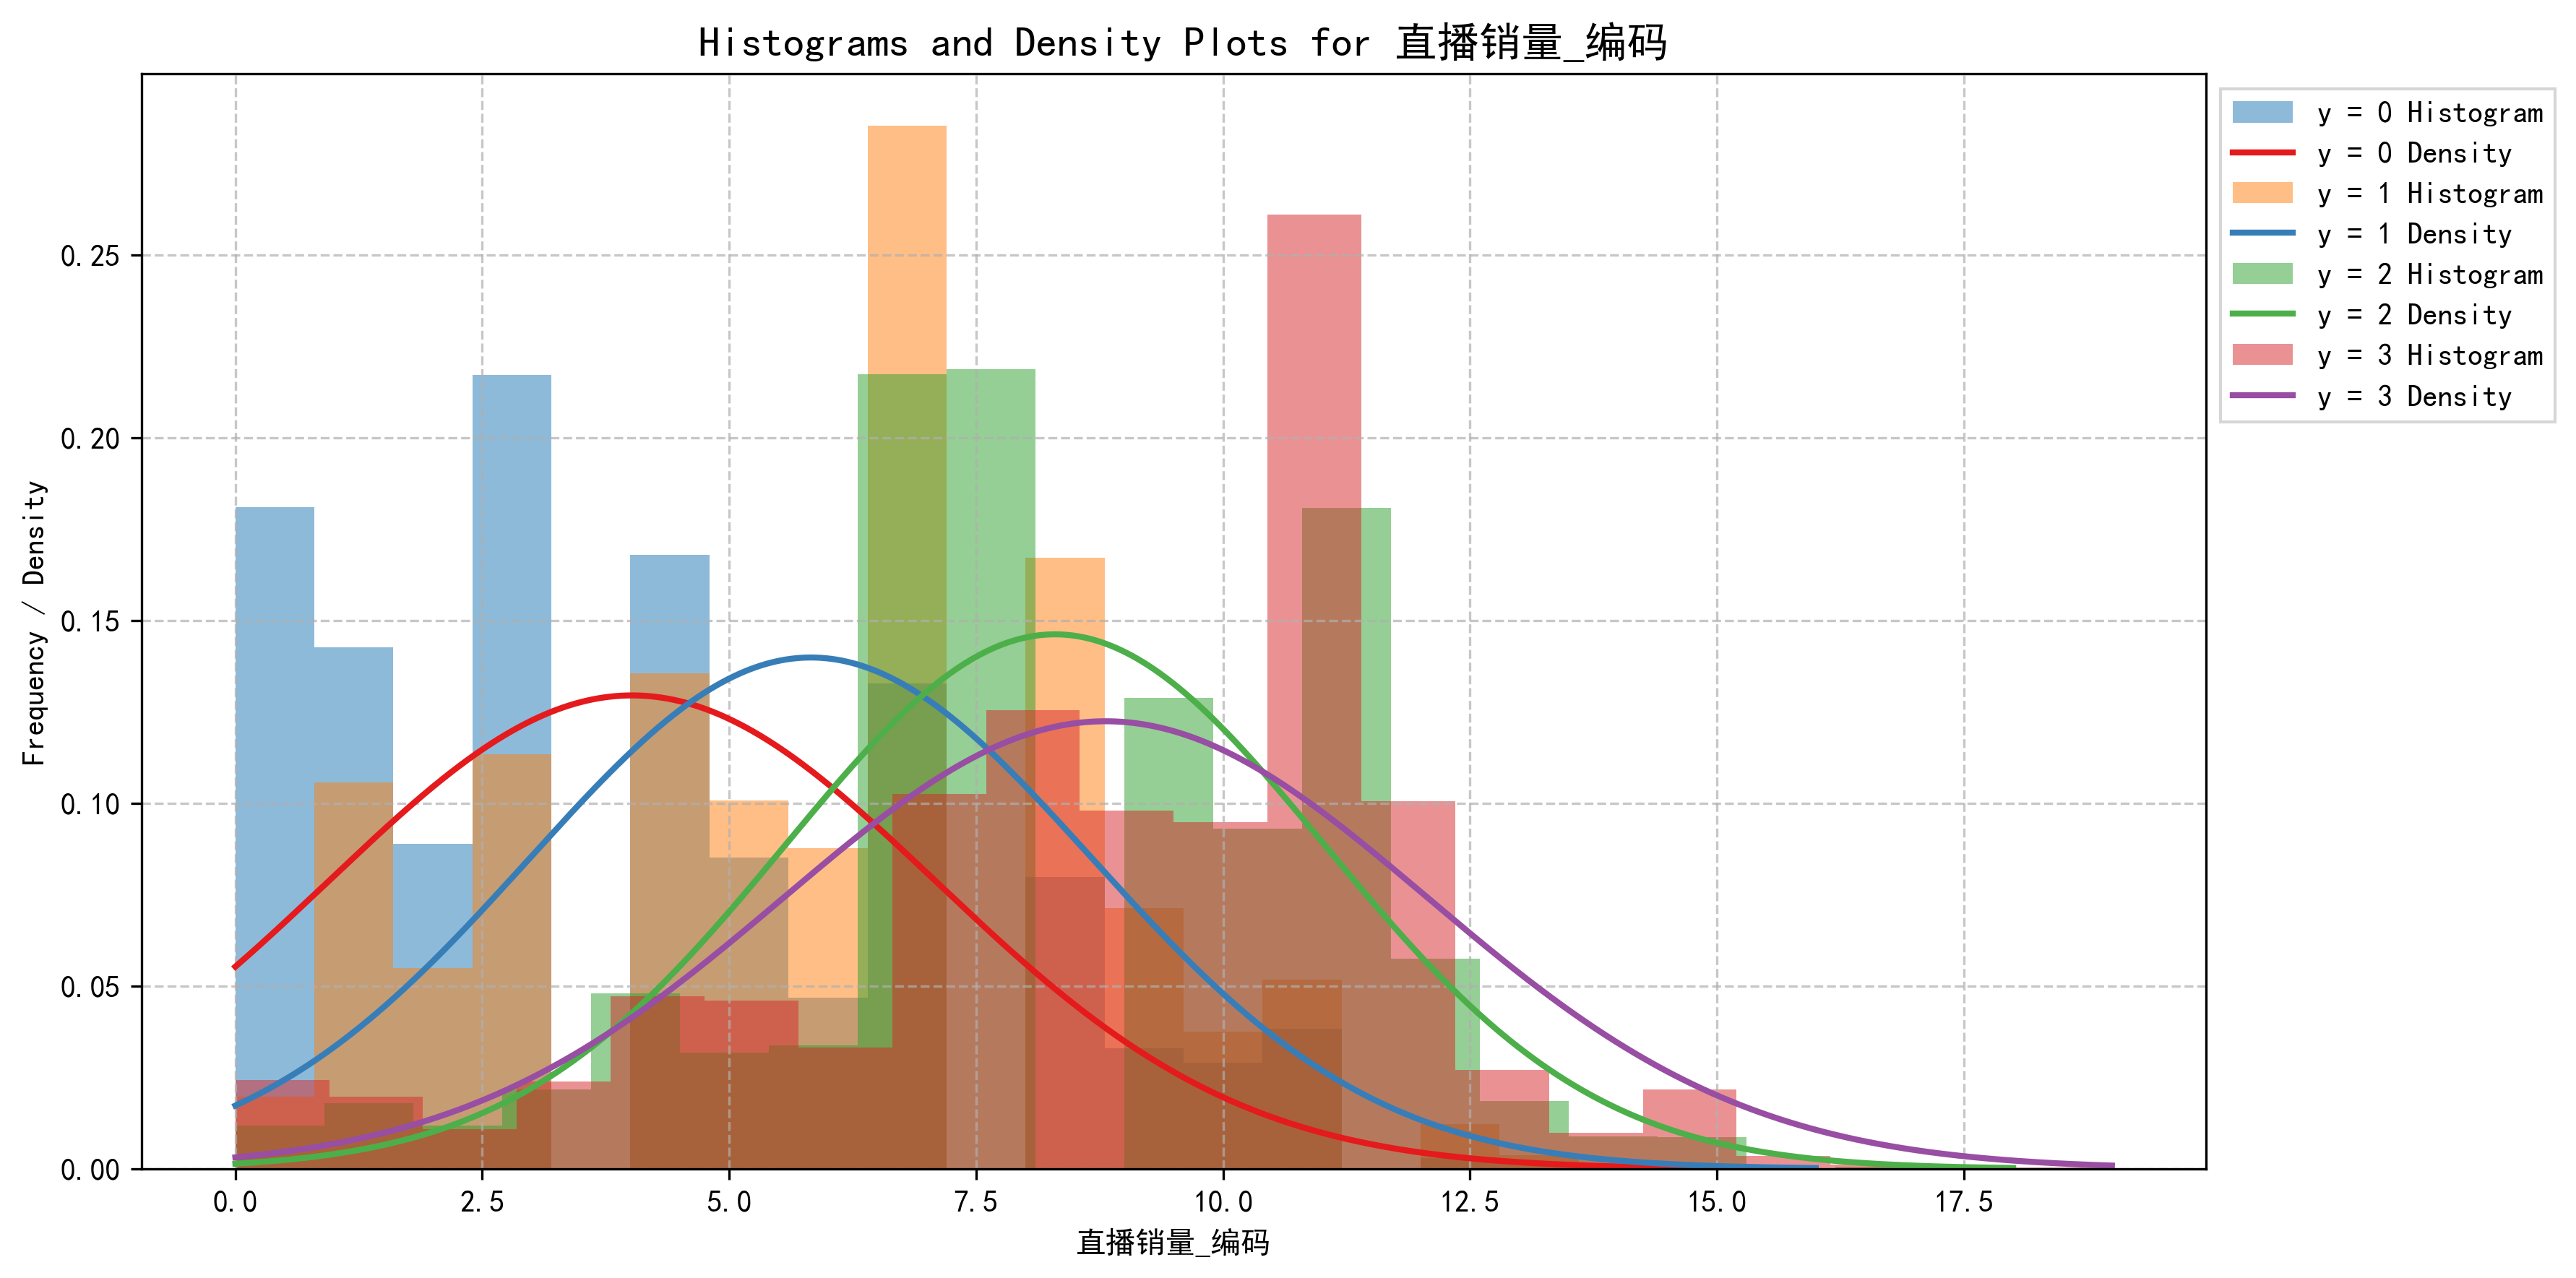 Histograms and Density Plots for 直播销量_编码
y = 0 Histogram
y = 0 Density
y = 1 Histogram
y = 1 Density
y = 2 Histogram
y = 2 Density
y = 3 Histogram
y = 3 Density
Frequency / Density
0.25
0.20
0.15
0.10
0.05
0.00
0.0 2.5 5.0 7.5 10.0 12.5 15.0 17.5
直播销量_编码